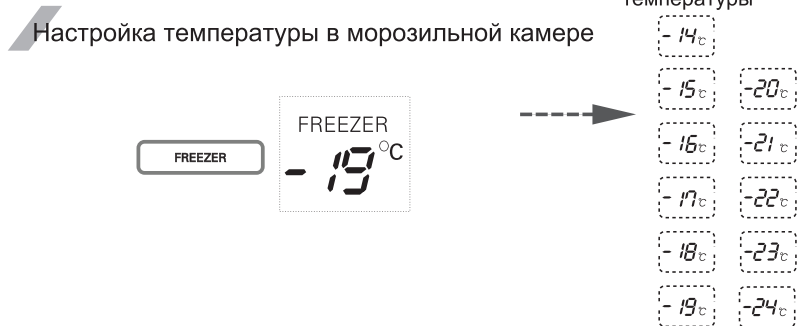 температуры
Настройка температуры в морозильной камере
FREEZER
FREEZER
-19°C
-14℃
-15℃ -20℃
-16℃ -21℃
-17℃ -22℃
-18℃ -23℃
-19℃ -24℃